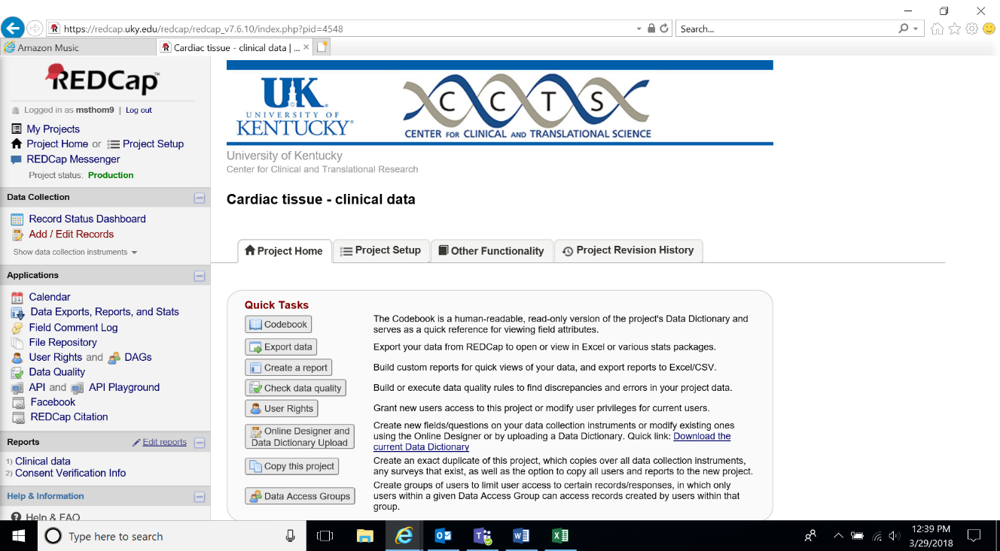 https://redcap.uky.edu/redcap/redcap_v7.6.10/index.php?pid=4548
Search...
Amazon Music
Cardiac tissue - clinical data | ...
REDCap
Logged in as msthom9 | Log out
My Projects
Project Home or Project Setup
REDCap Messenger
Project status: Production
Data Collection
Record Status Dashboard
Add / Edit Records
Show data collection instruments
Applications
Calendar
Data Exports, Reports, and Stats
Field Comment Log
File Repository
User Rights and DAGs
Data Quality
API and API Playground
Facebook
REDCap Citation
Reports
Edit reports
1) Clinical data
2) Consent Verification Info
Help & Information
Help & FAQ
UK
UNIVERSITY OF
KENTUCKY®
C C T S
CENTER FOR CLINICAL AND TRANSLATIONAL SCIENCE
University of Kentucky
Center for Clinical and Translational Research
Cardiac tissue - clinical data
Project Home
Project Setup
Other Functionality
Project Revision History
Quick Tasks
Codebook
The Codebook is a human-readable, read-only version of the project's Data Dictionary and
serves as a quick reference for viewing field attributes.
Export data
Export your data from REDCap to open or view in Excel or various stats packages.
Create a report
Build custom reports for quick views of your data, and export reports to Excel/CSV.
Check data quality
Build or execute data quality rules to find discrepancies and errors in your project data.
User Rights
Grant new users access to this project or modify user privileges for current users.
Online Designer and
Data Dictionary Upload
Create new fields/questions on your data collection instruments or modify existing ones
using the Online Designer or by uploading a Data Dictionary. Quick link: Download the
current Data Dictionary
Copy this project
Create an exact duplicate of this project, which copies over all data collection instruments,
any surveys that exist, as well as the option to copy all users and reports to the new project.
Data Access Groups
Create groups of users to limit user access to certain records/responses, in which only
users within a given Data Access Group can access records created by users within that
group.
Type here to search
12:39 PM
3/29/2018